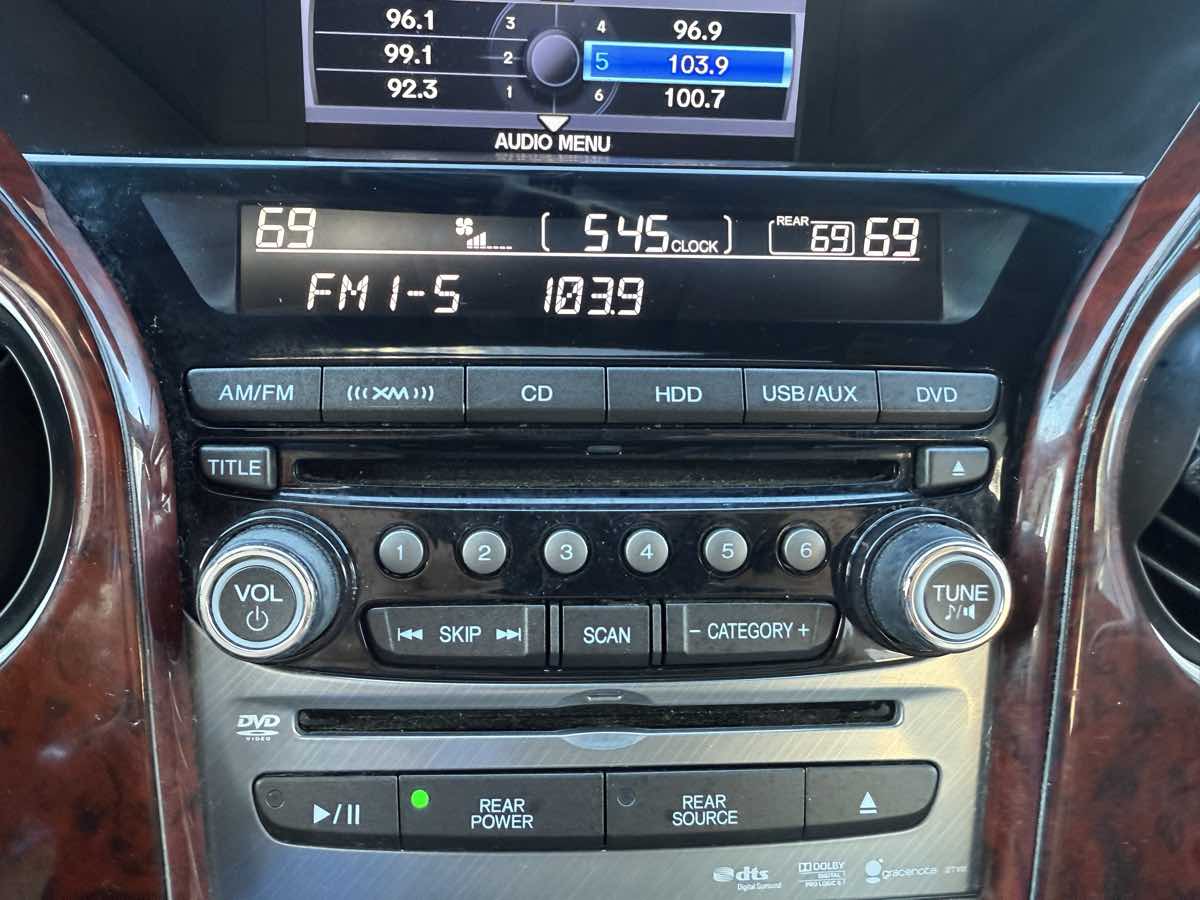 96.1 3 4 96.9
99.1 2 5 103.9
92.3 1 6 100.7
AUDIO MENU
69 545 CLOCK REAR 69 69
FM1-5 103.9
AM/FM XM CD HDD USB/AUX DVD
TITLE
1 2 3 4 5 6
VOL TUNE
SKIP SCAN − CATEGORY +
DVD
VIDEO
REAR
POWER
REAR
SOURCE
dts
Digital Surround
DOLBY
DIGITAL
PRO LOGIC II
gracenote